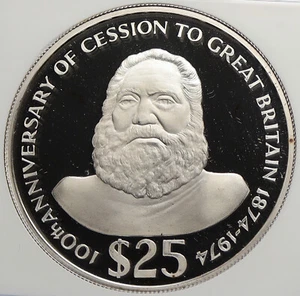 100th ANNIVERSARY OF CESSION TO GREAT BRITAIN 1874-1974
$25